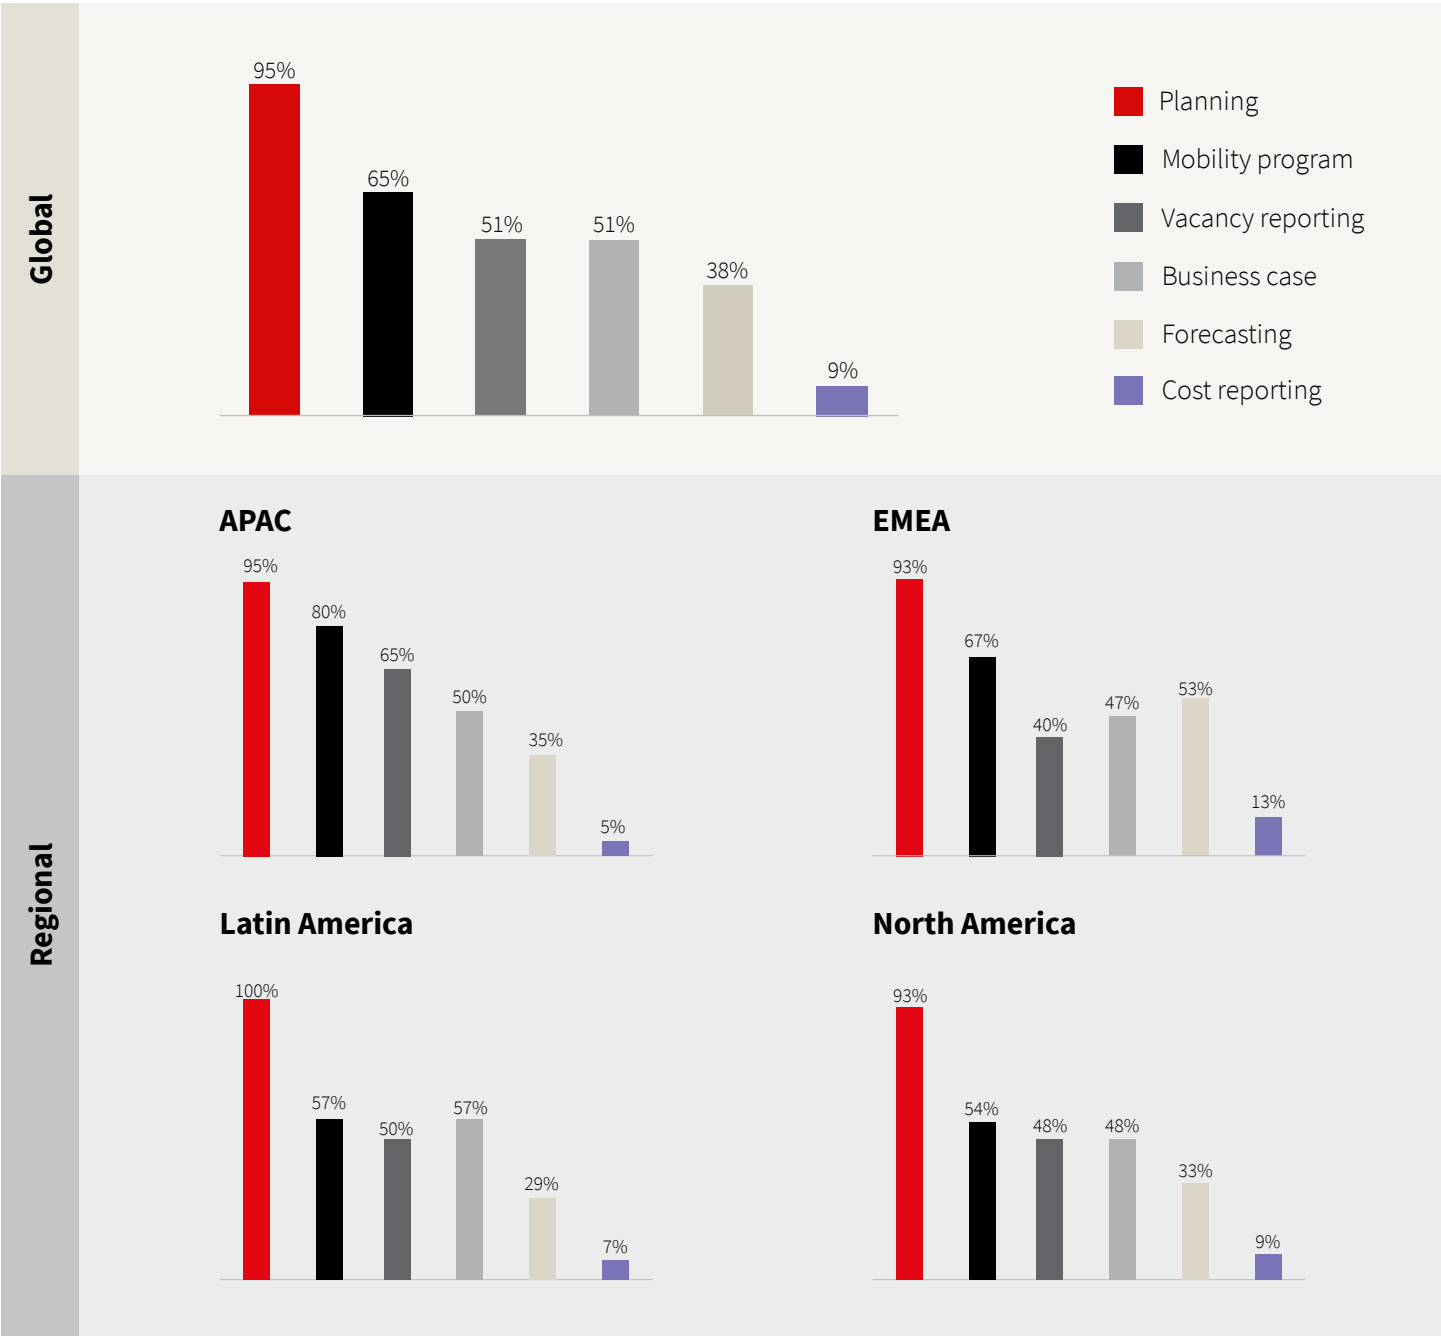 Global
95%
65%
51%
51%
38%
9%
Planning
Mobility program
Vacancy reporting
Business case
Forecasting
Cost reporting
Regional
APAC
95%
80%
65%
50%
35%
5%
EMEA
93%
67%
40%
47%
53%
13%
Latin America
100%
57%
50%
57%
29%
7%
North America
93%
54%
48%
48%
33%
9%